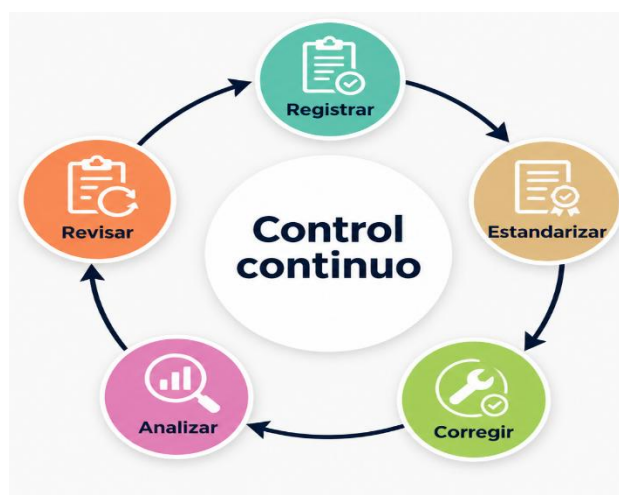 Registrar
Estandarizar
Corregir
Analizar
Revisar
Control
continuo